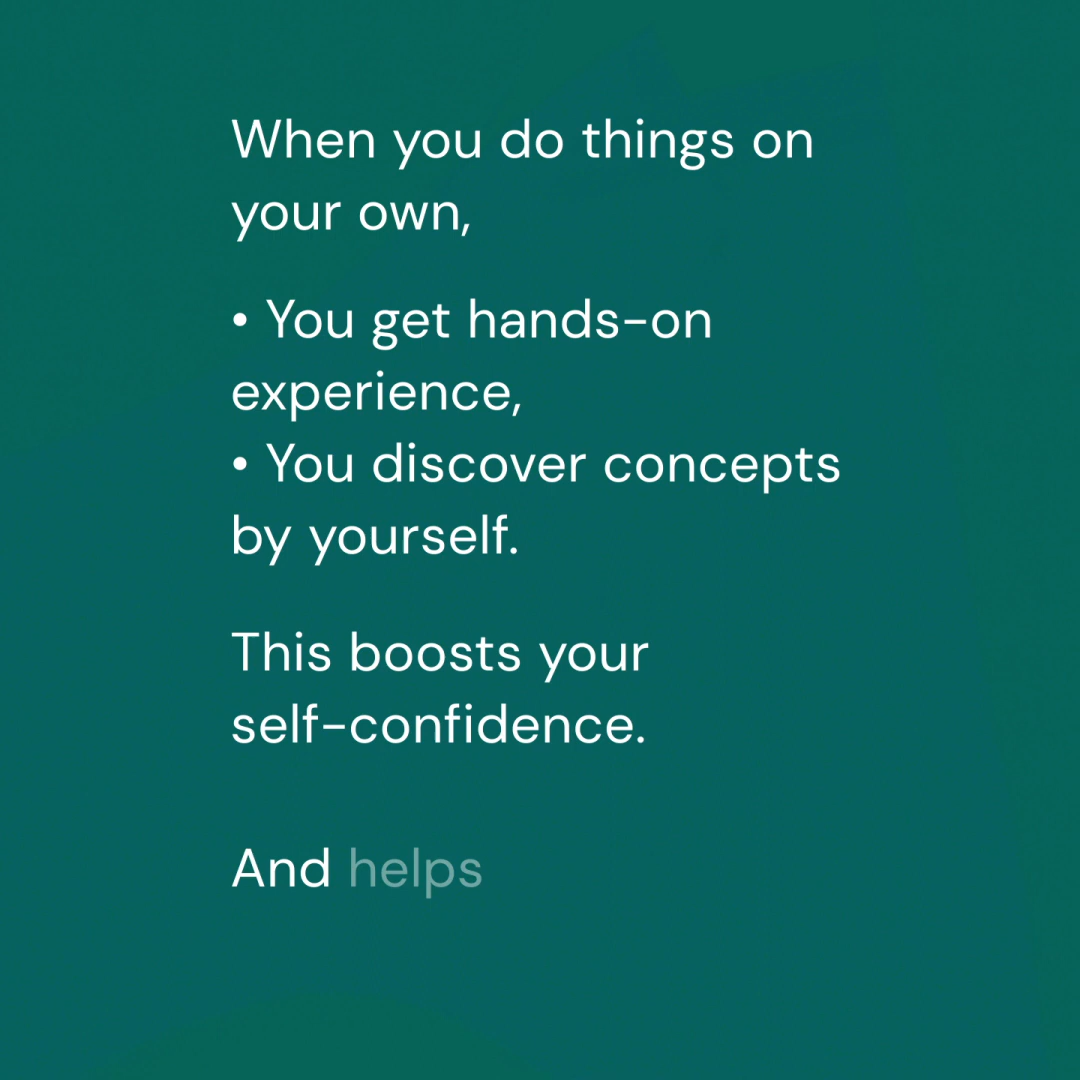 When you do things on
your own,
• You get hands-on
experience,
• You discover concepts
by yourself.
This boosts your
self-confidence.
And helps